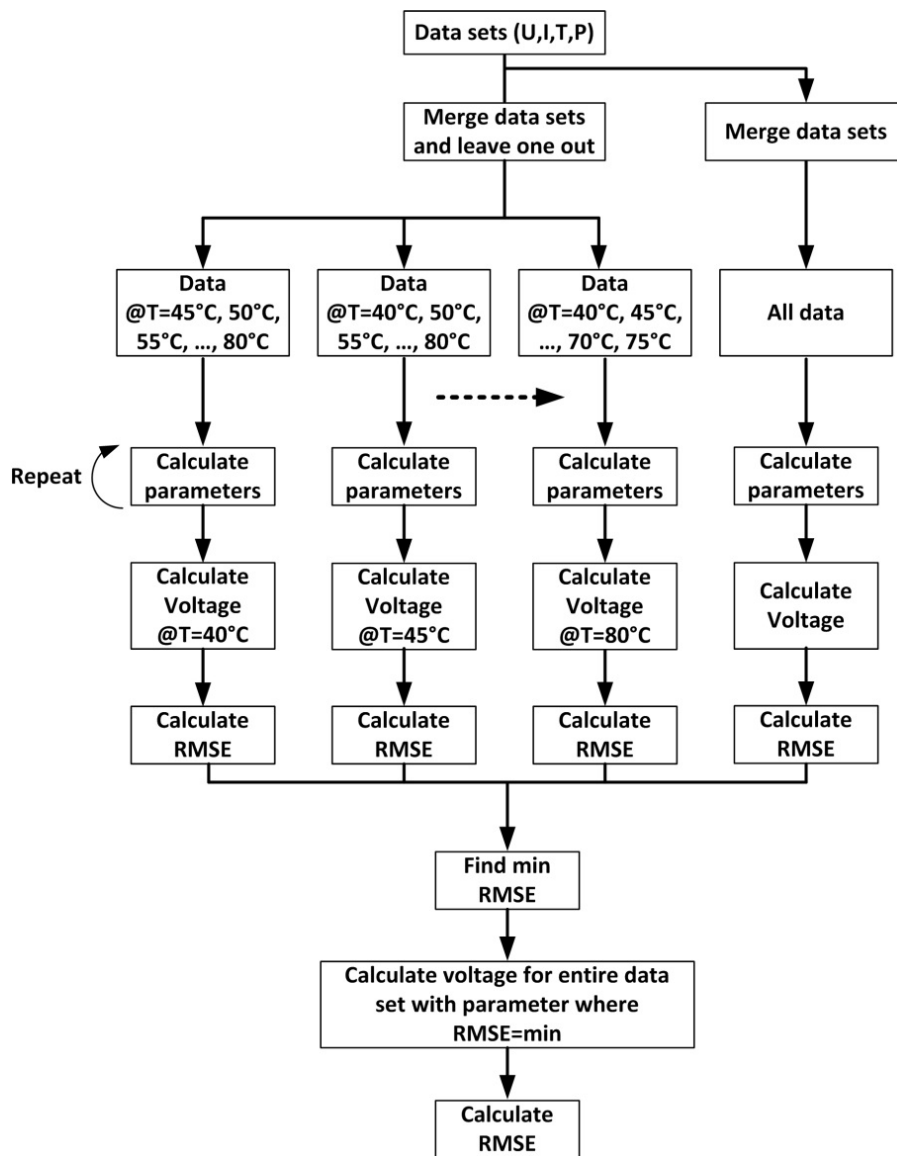 Data sets (U,I,T,P)
Merge data sets
and leave one out
Merge data sets
Data
@T=45°C, 50°C,
55°C, ..., 80°C
Data
@T=40°C, 50°C,
55°C, ..., 80°C
Data
@T=40°C, 45°C,
..., 70°C, 75°C
All data
Repeat
Calculate
parameters
Calculate
parameters
Calculate
parameters
Calculate
parameters
Calculate
Voltage
@T=40°C
Calculate
Voltage
@T=45°C
Calculate
Voltage
@T=80°C
Calculate
Voltage
Calculate
RMSE
Calculate
RMSE
Calculate
RMSE
Calculate
RMSE
Find min
RMSE
Calculate voltage for entire data
set with parameter where
RMSE=min
Calculate
RMSE